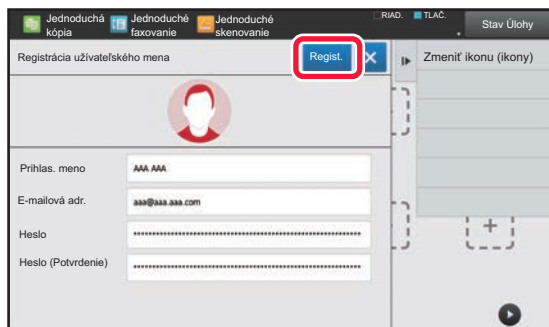 Jednoduchá kópia
Jednoduché faxovanie
Jednoduché skenovanie
RIAD.
TLAČ.
Stav Úlohy
Registrácia užívateľského mena
Regist.
Zmeniť ikonu (ikony)
Prihlas. meno
AAA AAA
E-mailová adr.
aaa@aaa.aaa.com
Heslo
************************************************************
Heslo (Potvrdenie)
************************************************************